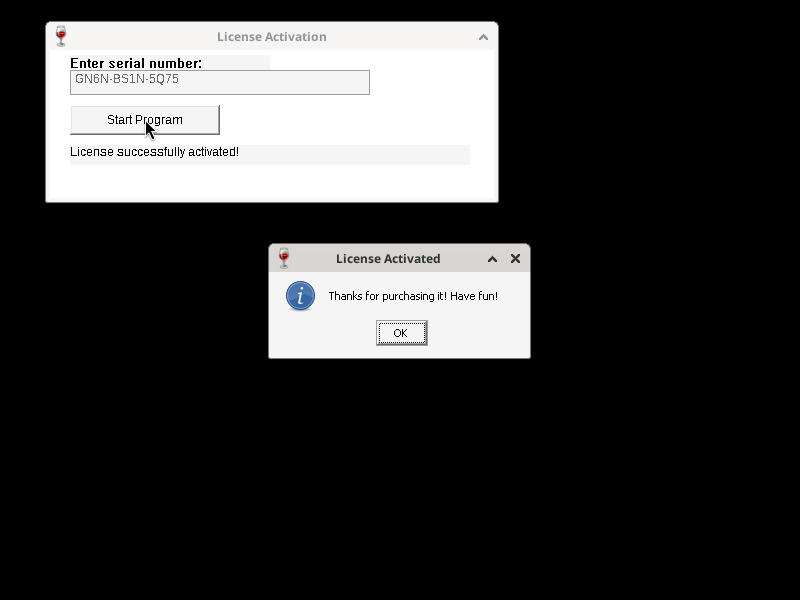 License Activation
Enter serial number:
GN6N-BS1N-5Q75
Start Program
License successfully activated!
License Activated
Thanks for purchasing it! Have fun!
OK